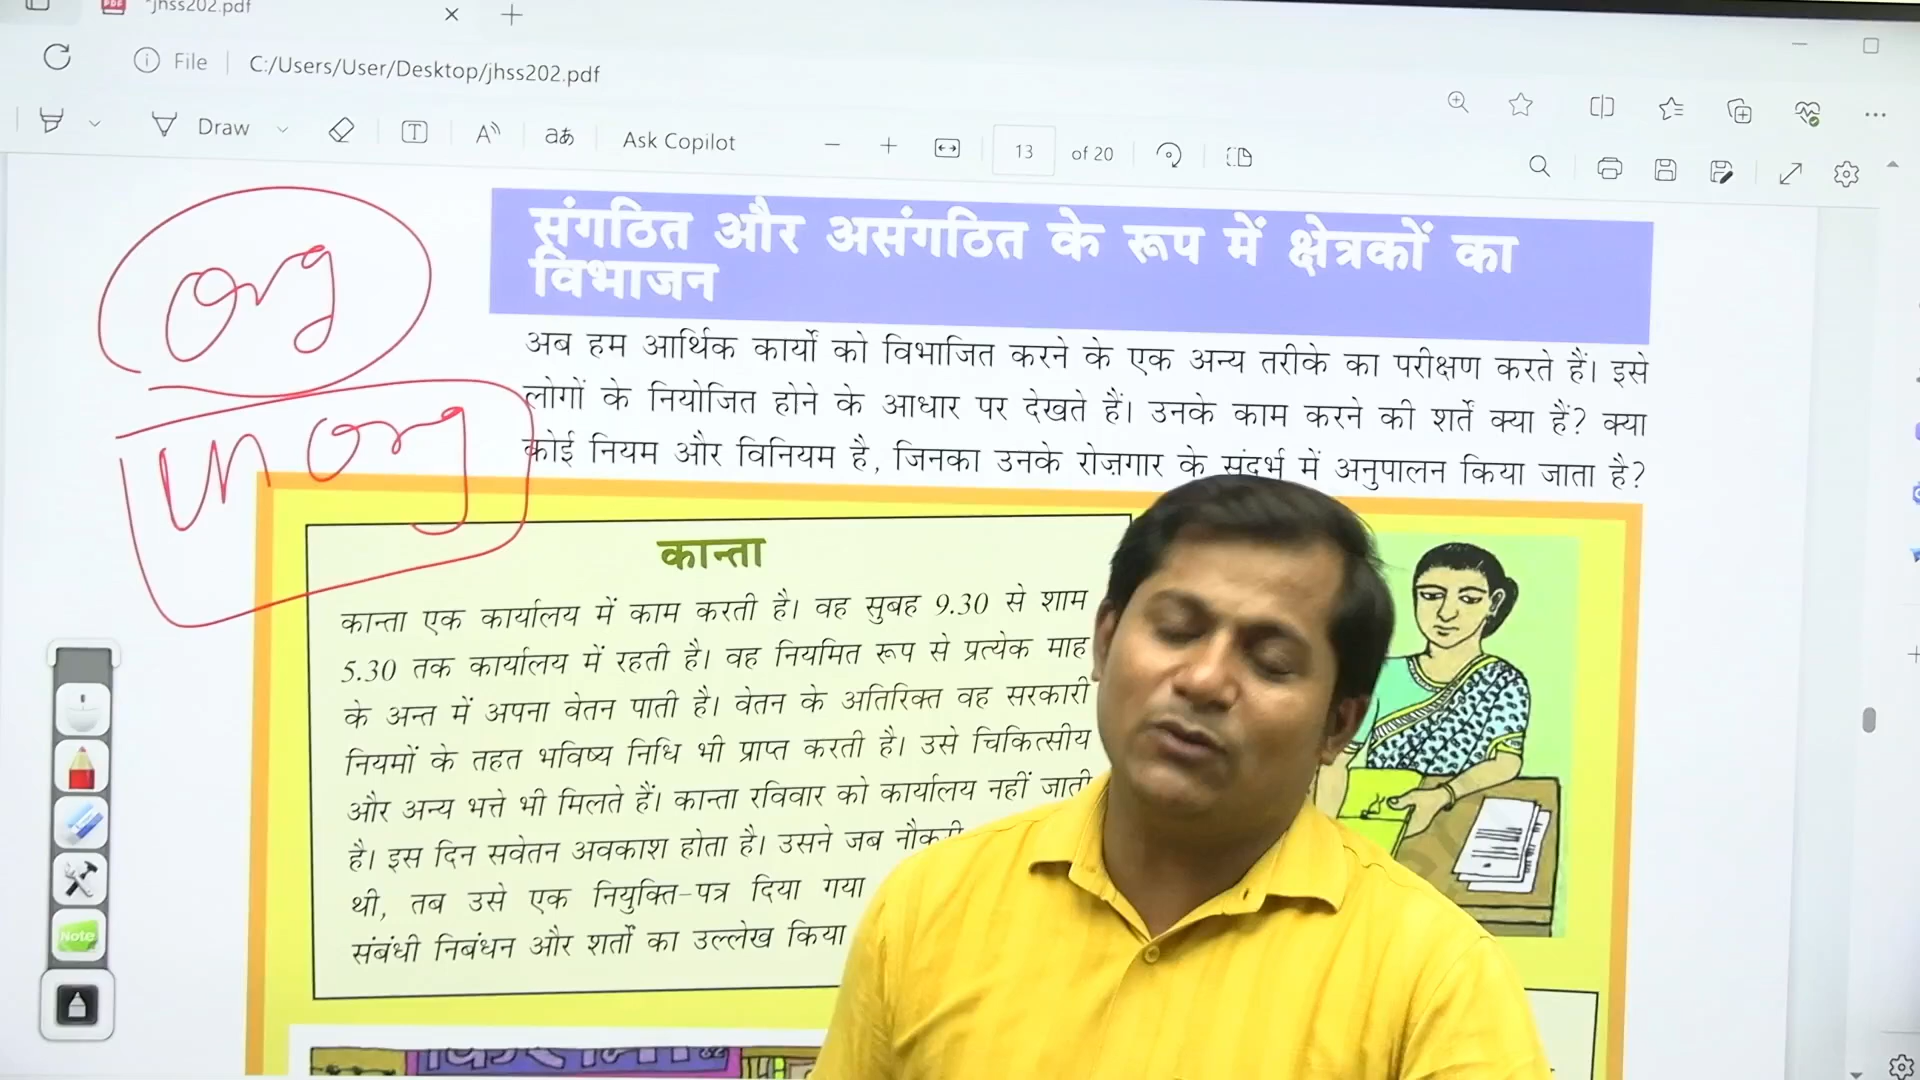 jhss202.pdf
File
C:/Users/User/Desktop/jhss202.pdf
Draw
Ask Copilot
13
of 20
org
un org
संगठित और असंगठित के रूप में क्षेत्रकों का
विभाजन
अब हम आर्थिक कार्यों को विभाजित करने के एक अन्य तरीके का परीक्षण करते हैं। इसे
लोगों के नियोजित होने के आधार पर देखते हैं। उनके काम करने की शर्तें क्या हैं? क्या
कोई नियम और विनियम है, जिनका उनके रोज़गार के संदर्भ में अनुपालन किया जाता है?
कान्ता
कान्ता एक कार्यालय में काम करती है। वह सुबह 9.30 से शाम
5.30 तक कार्यालय में रहती है। वह नियमित रूप से प्रत्येक माह
के अन्त में अपना वेतन पाती है। वेतन के अतिरिक्त वह सरकारी
नियमों के तहत भविष्य निधि भी प्राप्त करती है। उसे चिकित्सीय
और अन्य भत्ते भी मिलते हैं। कान्ता रविवार को कार्यालय नहीं जाती
है। इस दिन सवेतन अवकाश होता है। उसने जब
थी, तब उसे एक नियुक्ति-पत्र दिया गया
संबंधी निबंधन और शर्तों का उल्लेख किया
Note